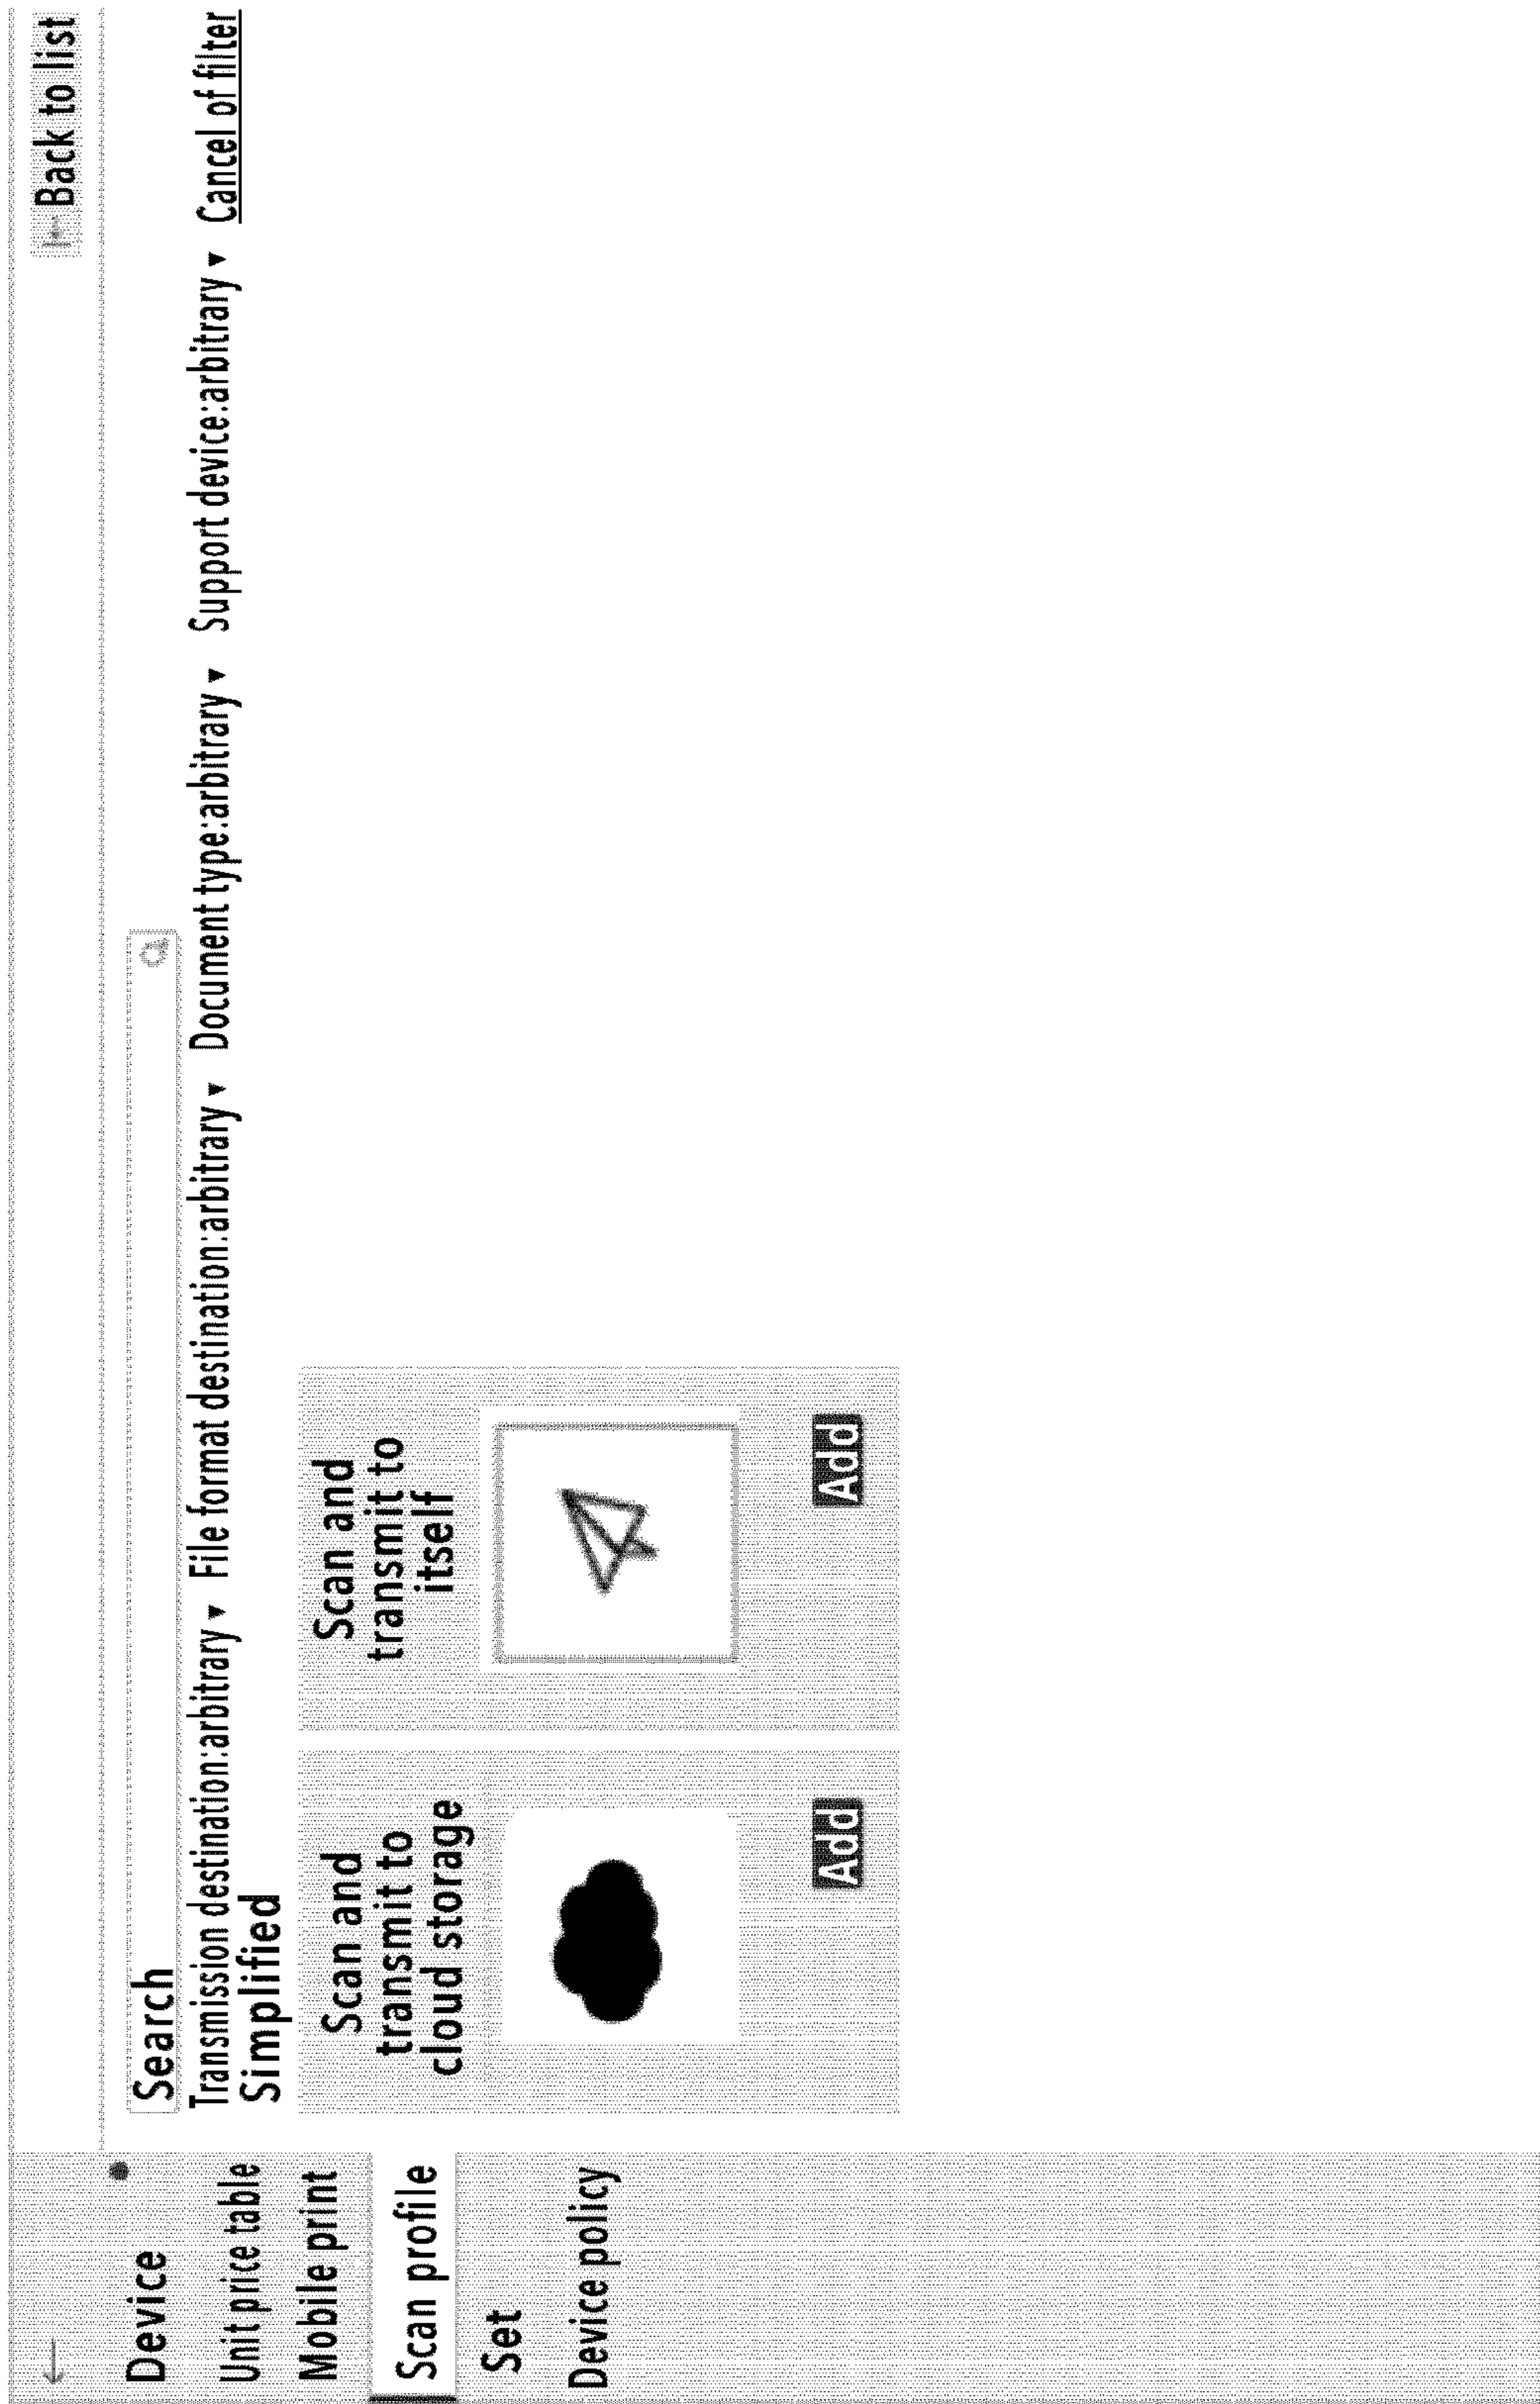 Back to list
Device
Unit price table
Mobile print
Scan profile
Set
Device policy
Search
Transmission destination:arbitrary ▼ File format destination:arbitrary ▼ Document type:arbitrary ▼ Support device:arbitrary ▼ Cancel of filter
Simplified
Scan and
transmit to
cloud storage
Add
Scan and
transmit to
itself
Add